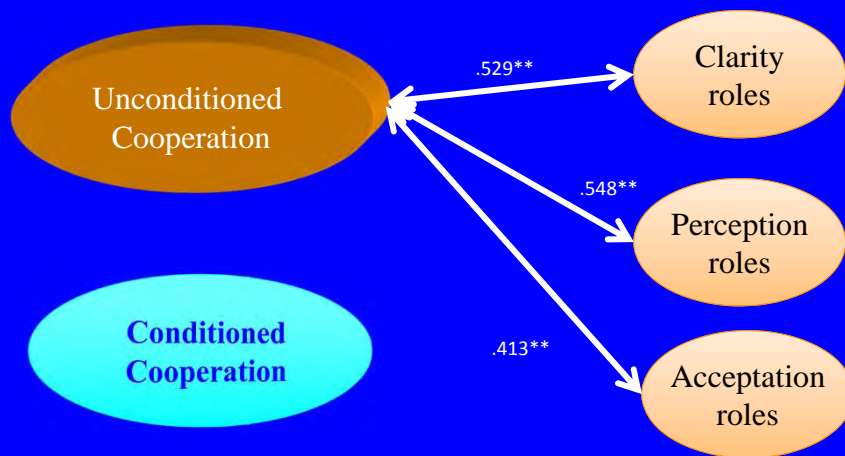 Unconditioned
Cooperation
.529**
Clarity
roles
.548**
Perception
roles
Conditioned
Cooperation
.413**
Acceptation
roles